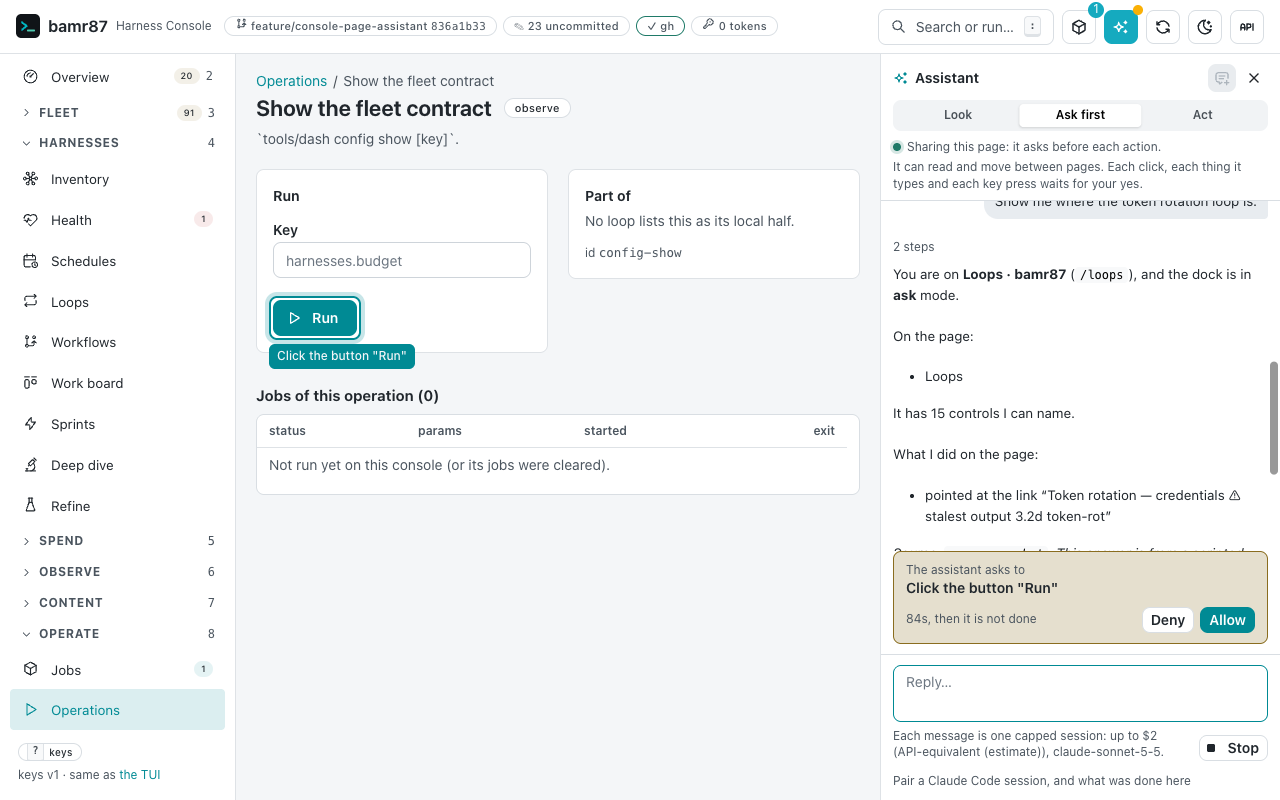 bamr87 Harness Console feature/console-page-assistant 836a1b33 23 uncommitted gh 0 tokens Search or run... : 1 API
Overview 20 2
FLEET 91 3
HARNESSES 4
Inventory
Health 1
Schedules
Loops
Workflows
Work board
Sprints
Deep dive
Refine
SPEND 5
OBSERVE 6
CONTENT 7
OPERATE 8
Jobs 1
Operations
? keys
keys v1 · same as the TUI
Operations / Show the fleet contract
Show the fleet contract observe
`tools/dash config show [key]`.
Run
Key
harnesses.budget
Run
Click the button "Run"
Part of
No loop lists this as its local half.
id config-show
Jobs of this operation (0)
status params started exit
Not run yet on this console (or its jobs were cleared).
Assistant
Look Ask first Act
Sharing this page: it asks before each action.
It can read and move between pages. Each click, each thing it
types and each key press waits for your yes.
Show me where the token rotation loop is.
2 steps
You are on Loops · bamr87 ( /loops ), and the dock is in
ask mode.
On the page:
• Loops
It has 15 controls I can name.
What I did on the page:
• pointed at the link “Token rotation — credentials ⚠
stalest output 3.2d token-rot”
The assistant asks to
Click the button "Run"
84s, then it is not done Deny Allow
Reply...
Each message is one capped session: up to $2
(API-equivalent (estimate)), claude-sonnet-5-5.
Stop
Pair a Claude Code session, and what was done here